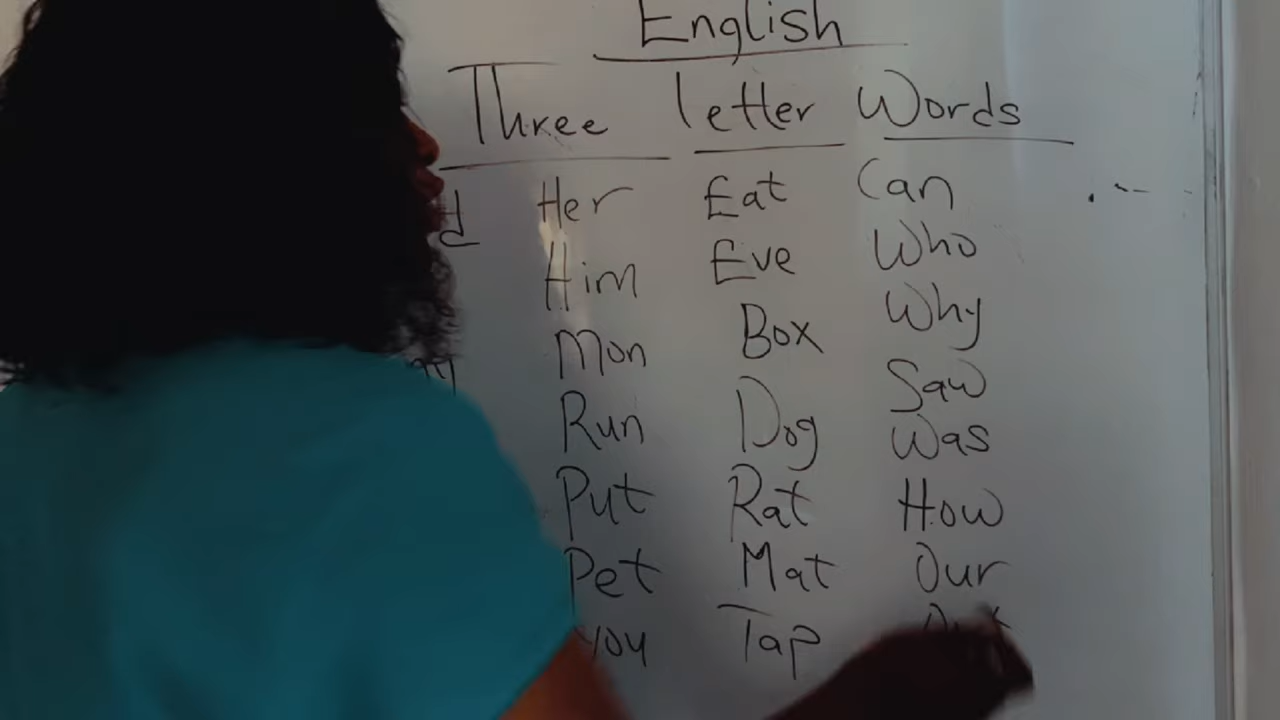 English
Three letter Words
Her Eat Can
Him Eve Who
Mon Box Why
Run Dog Saw
Put Rat Was
Pet Mat How
You Tap Our